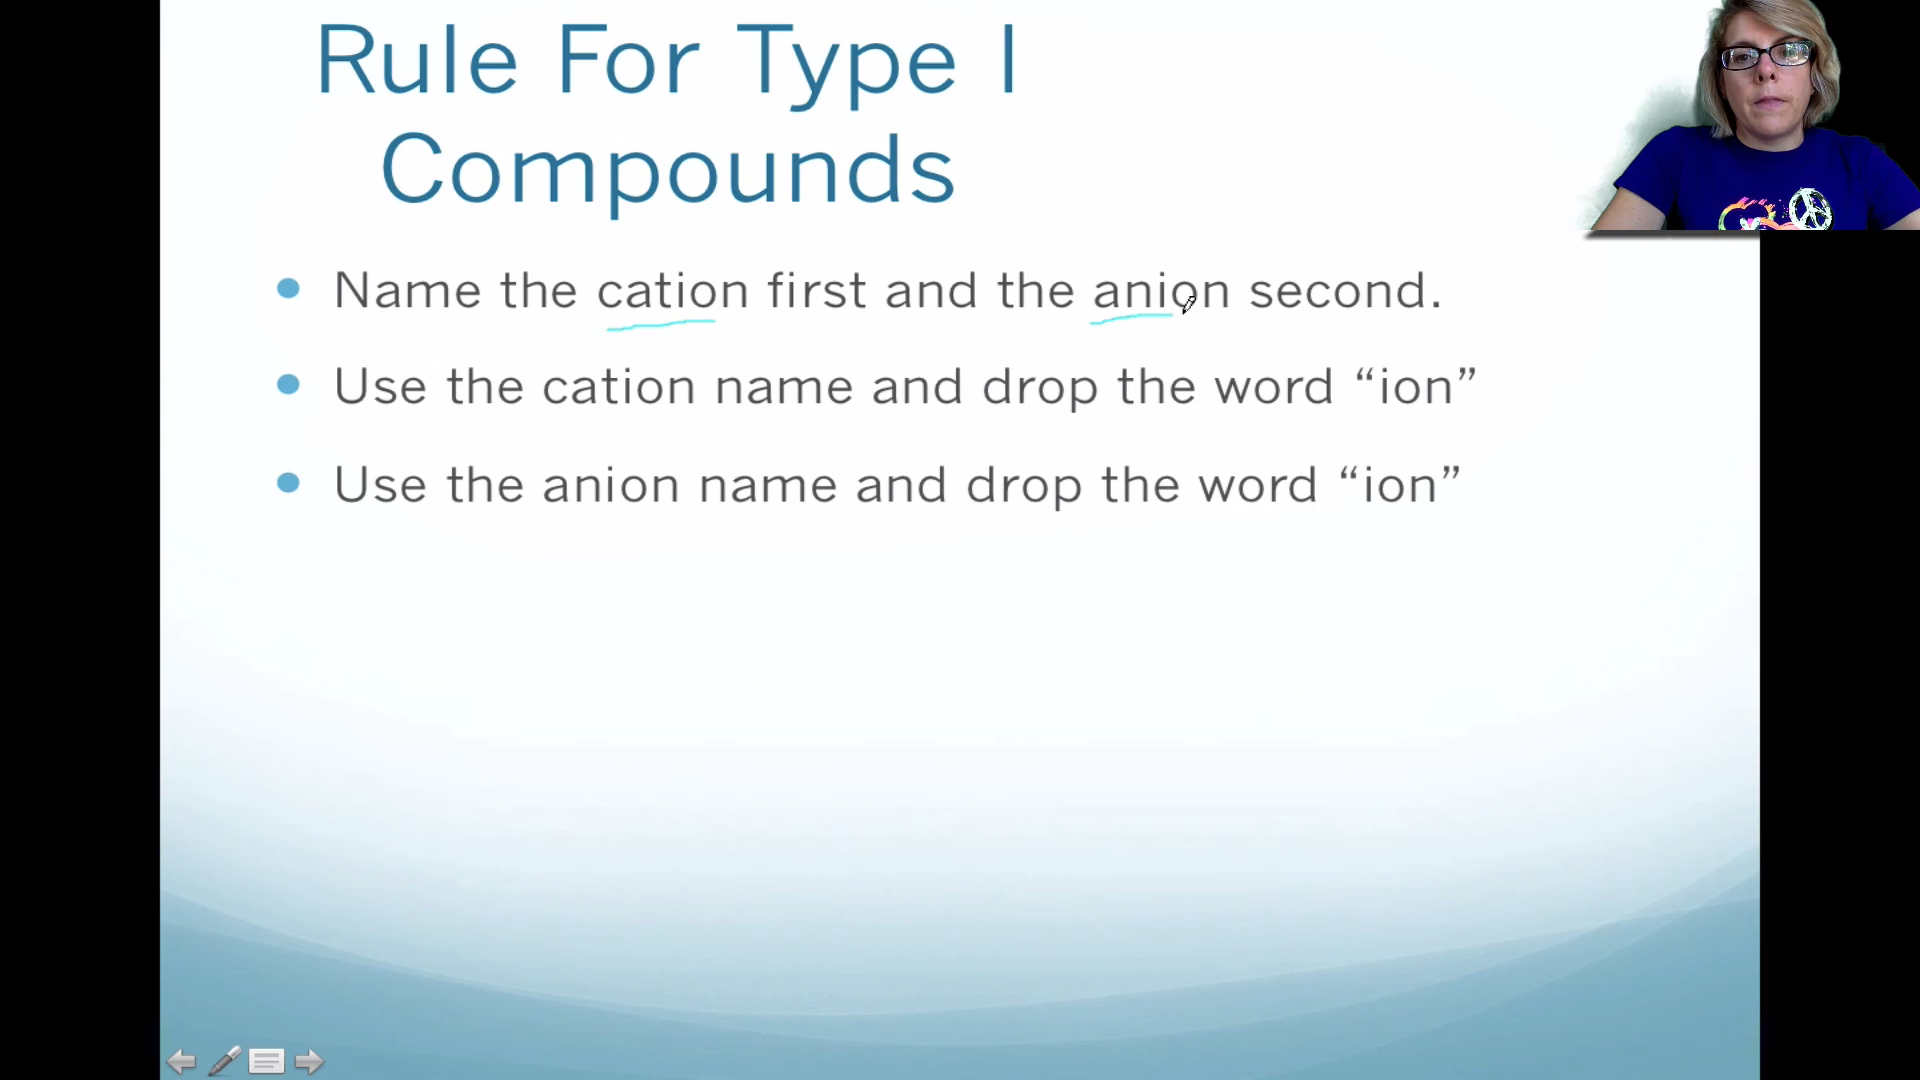 Rule For Type I
Compounds
Name the cation first and the anion second.
Use the cation name and drop the word “ion”
Use the anion name and drop the word “ion”